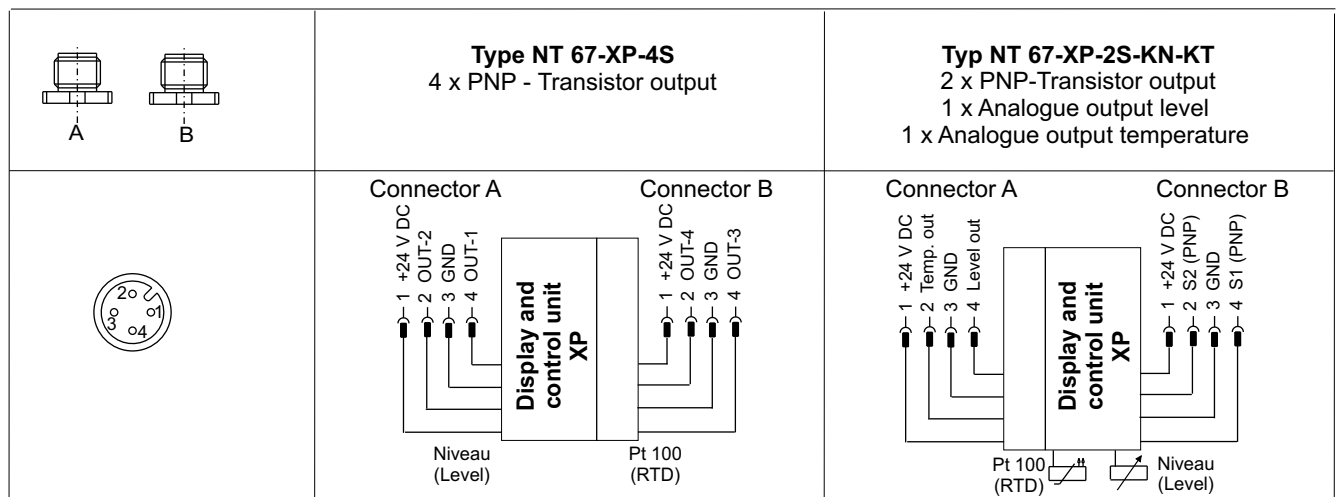 A
B
Type NT 67-XP-4S
4 x PNP - Transistor output
Typ NT 67-XP-2S-KN-KT
2 x PNP-Transistor output
1 x Analogue output level
1 x Analogue output temperature
2
1
3
4
Connector A
Connector B
1 +24 V DC
2 OUT-2
3 GND
4 OUT-1
Display and
control unit
XP
1 +24 V DC
2 OUT-4
3 GND
4 OUT-3
Niveau
(Level)
Pt 100
(RTD)
Connector A
Connector B
1 +24 V DC
2 Temp. out
3 GND
4 Level out
Display and
control unit
XP
1 +24 V DC
2 S2 (PNP)
3 GND
4 S1 (PNP)
Pt 100
(RTD)
Niveau
(Level)